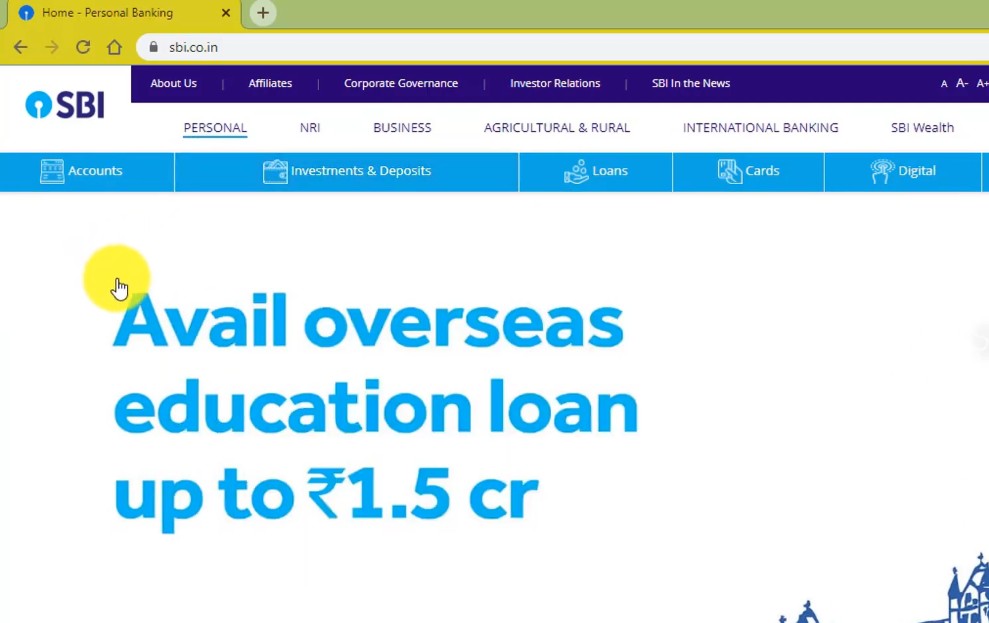 Home - Personal Banking
sbi.co.in
About Us | Affiliates | Corporate Governance | Investor Relations | SBI In the News A A- A+
SBI
PERSONAL NRI BUSINESS AGRICULTURAL & RURAL INTERNATIONAL BANKING SBI Wealth
Accounts Investments & Deposits Loans Cards Digital
Avail overseas
education loan
up to ₹1.5 cr